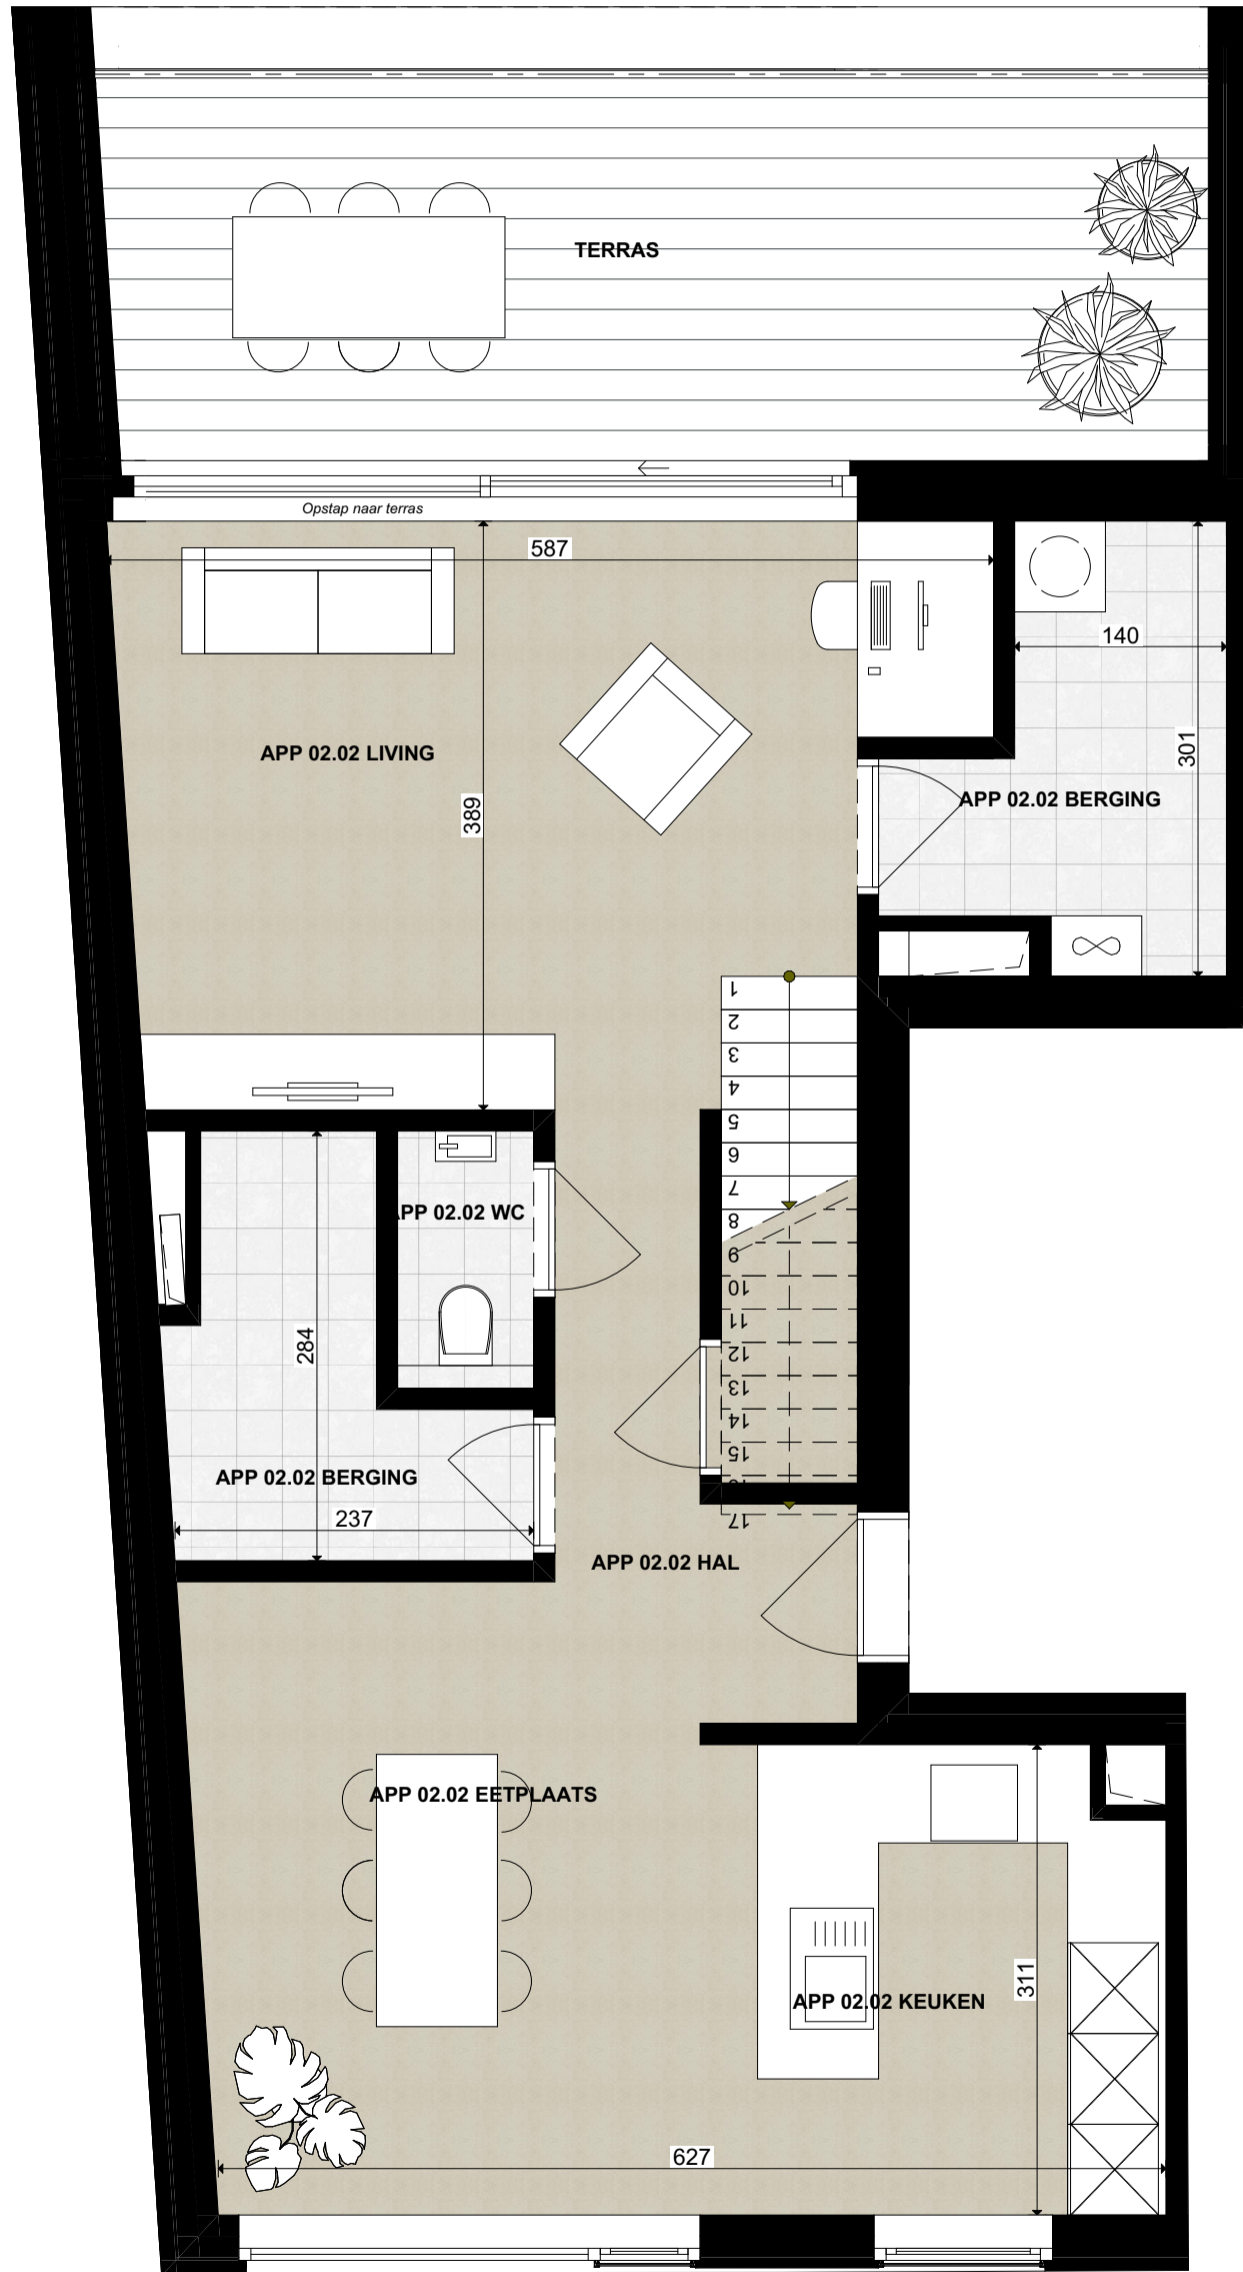 TERRAS
Opstap naar terras
587
140
301
APP 02.02 LIVING
389
APP 02.02 BERGING
1
2
3
4
5
6
7
8
9
10
11
12
13
14
15
17
PP 02.02 WC
284
APP 02.02 BERGING
237
APP 02.02 HAL
APP 02.02 EETPLAATS
311
APP 02.02 KEUKEN
627